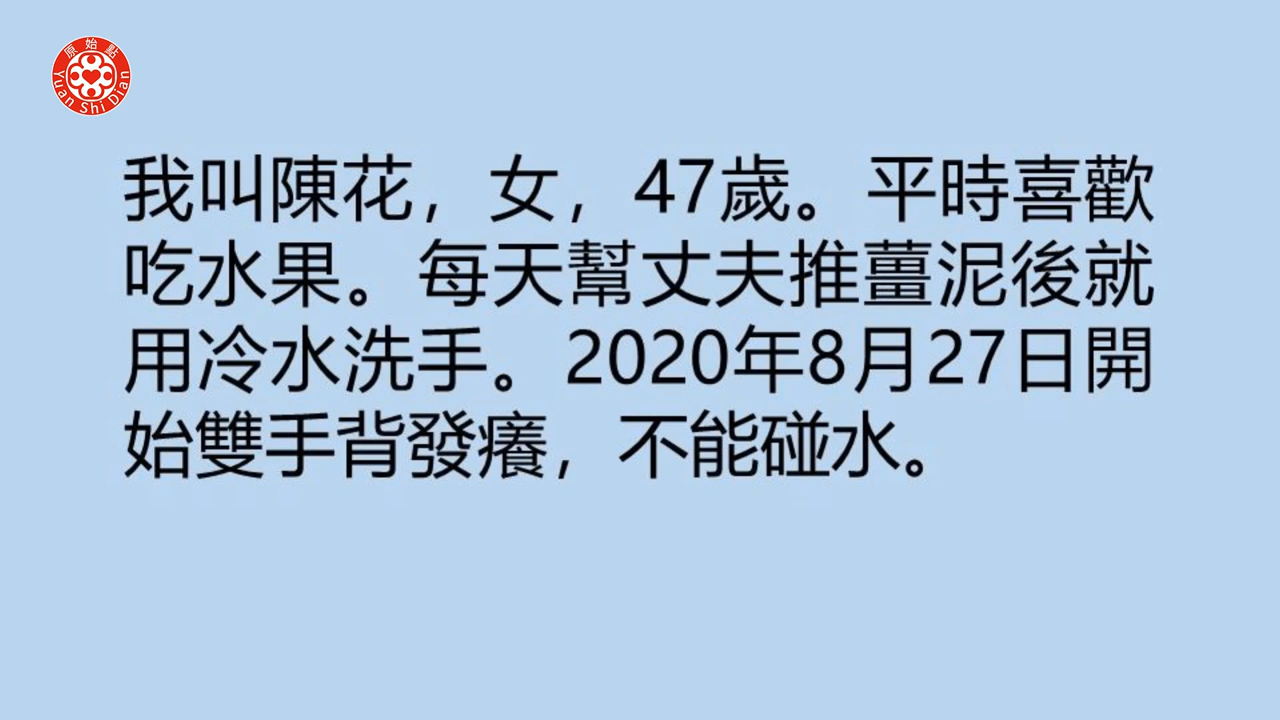 原始點
Yuan Shi Dian
我叫陳花，女，47歲。平時喜歡
吃水果。每天幫丈夫推薑泥後就
用冷水洗手。2020年8月27日開
始雙手背發癢，不能碰水。